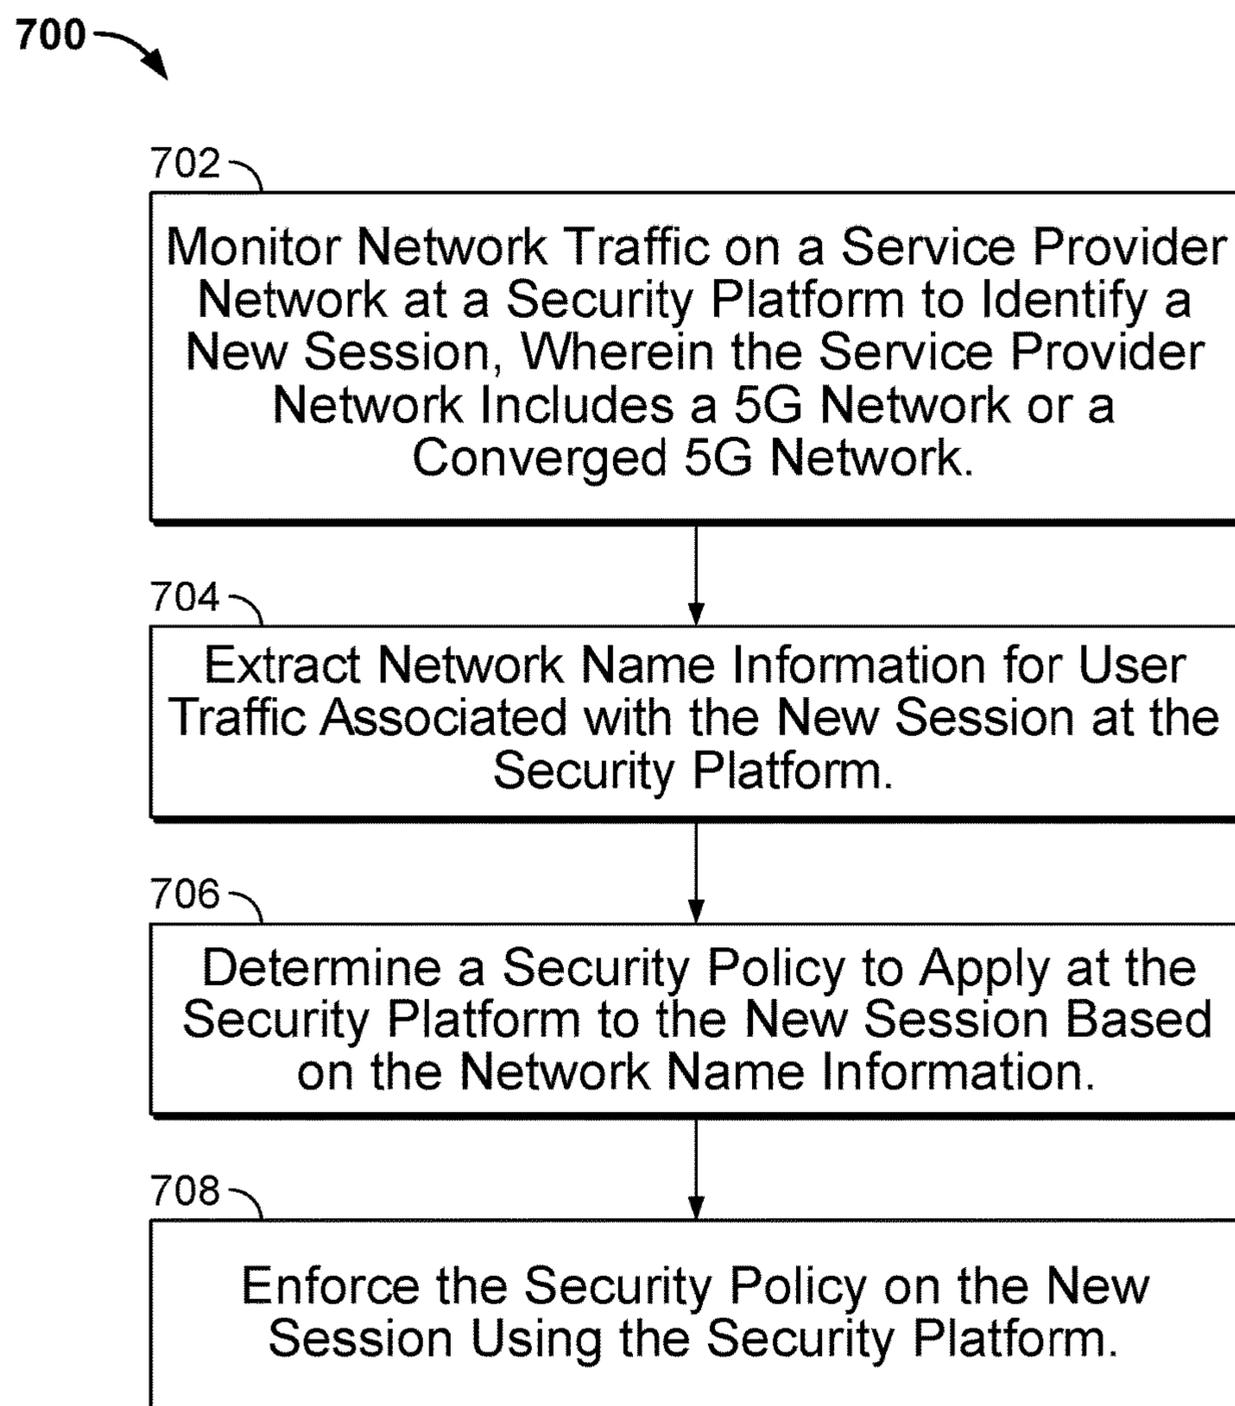 700
702
Monitor Network Traffic on a Service Provider
Network at a Security Platform to Identify a
New Session, Wherein the Service Provider
Network Includes a 5G Network or a
Converged 5G Network.
704
Extract Network Name Information for User
Traffic Associated with the New Session at the
Security Platform.
706
Determine a Security Policy to Apply at the
Security Platform to the New Session Based
on the Network Name Information.
708
Enforce the Security Policy on the New
Session Using the Security Platform.